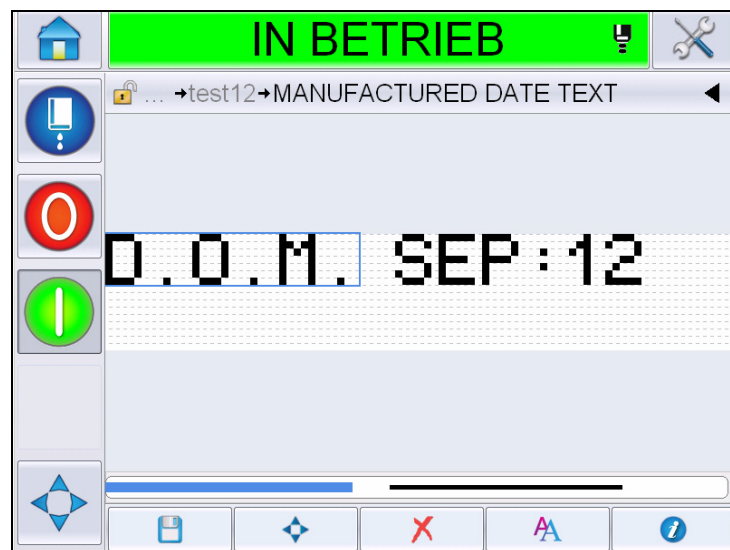 IN BETRIEB
... →test12→MANUFACTURED DATE TEXT
D.O.M. SEP:12